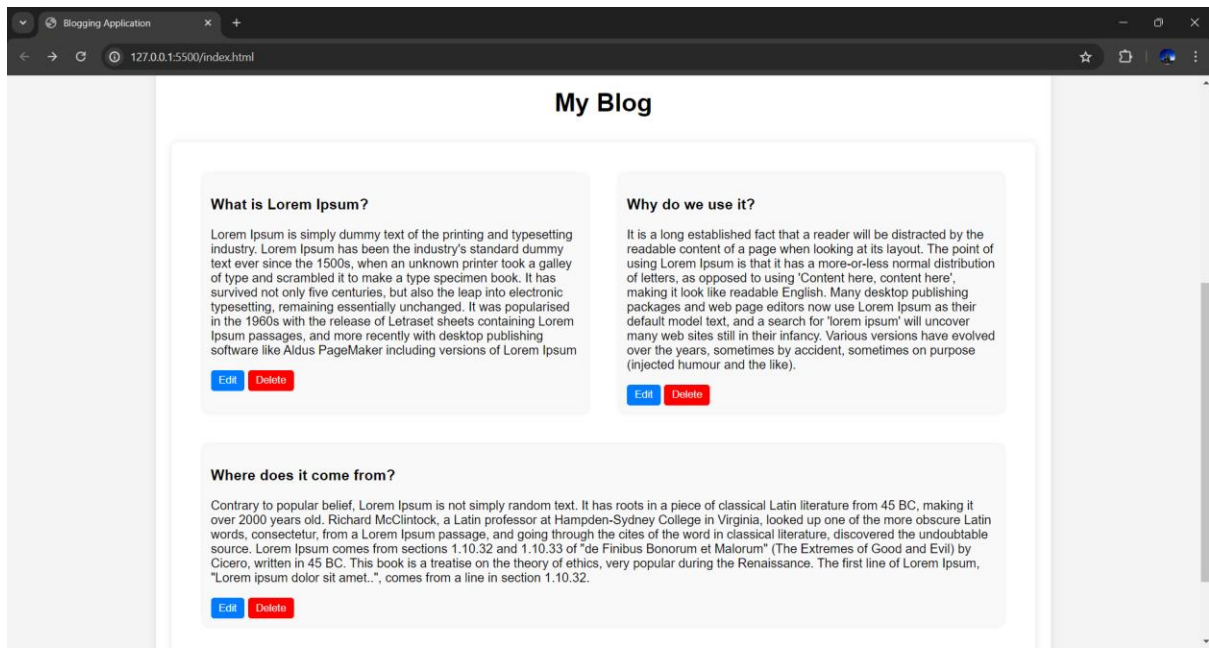 Blogging Application
127.0.0.1:5500/index.html
My Blog
What is Lorem Ipsum?
Lorem Ipsum is simply dummy text of the printing and typesetting
industry. Lorem Ipsum has been the industry's standard dummy
text ever since the 1500s, when an unknown printer took a galley
of type and scrambled it to make a type specimen book. It has
survived not only five centuries, but also the leap into electronic
typesetting, remaining essentially unchanged. It was popularised
in the 1960s with the release of Letraset sheets containing Lorem
Ipsum passages, and more recently with desktop publishing
software like Aldus PageMaker including versions of Lorem Ipsum
Edit Delete
Why do we use it?
It is a long established fact that a reader will be distracted by the
readable content of a page when looking at its layout. The point of
using Lorem Ipsum is that it has a more-or-less normal distribution
of letters, as opposed to using 'Content here, content here',
making it look like readable English. Many desktop publishing
packages and web page editors now use Lorem Ipsum as their
default model text, and a search for 'lorem ipsum' will uncover
many web sites still in their infancy. Various versions have evolved
over the years, sometimes by accident, sometimes on purpose
(injected humour and the like).
Edit Delete
Where does it come from?
Contrary to popular belief, Lorem Ipsum is not simply random text. It has roots in a piece of classical Latin literature from 45 BC, making it
over 2000 years old. Richard McClintock, a Latin professor at Hampden-Sydney College in Virginia, looked up one of the more obscure Latin
words, consectetur, from a Lorem Ipsum passage, and going through the cites of the word in classical literature, discovered the undoubtable
source. Lorem Ipsum comes from sections 1.10.32 and 1.10.33 of "de Finibus Bonorum et Malorum" (The Extremes of Good and Evil) by
Cicero, written in 45 BC. This book is a treatise on the theory of ethics, very popular during the Renaissance. The first line of Lorem Ipsum,
"Lorem ipsum dolor sit amet..", comes from a line in section 1.10.32.
Edit Delete